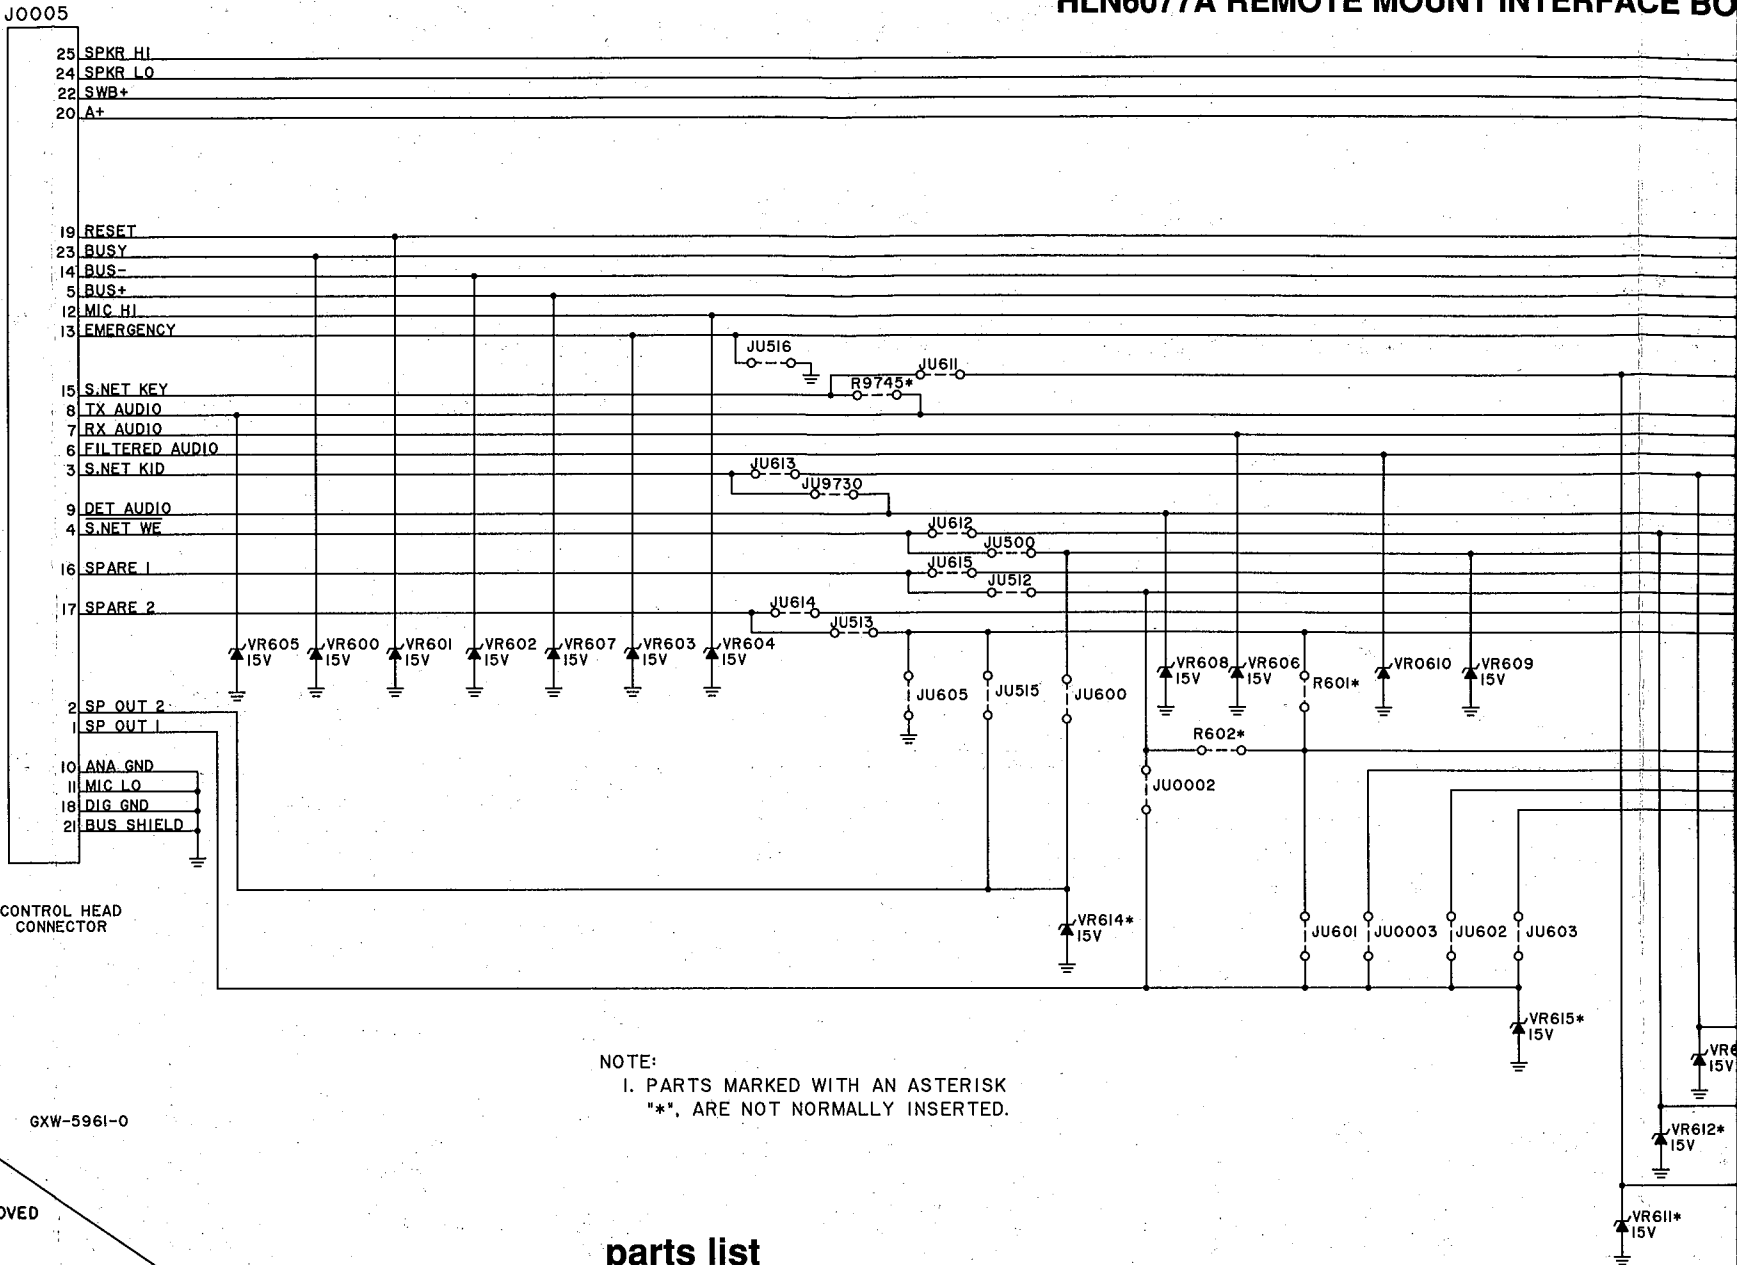 HLN6077A REMOTE MOUNT INTERFACE BO
J0005
25 SPKR HI
24 SPKR LO
22 SWB+
20 A+
19 RESET
23 BUSY
14 BUS-
5 BUS+
12 MIC HI
13 EMERGENCY
JU516
JU611
15 S.NET KEY
R9745*
8 TX AUDIO
7 RX AUDIO
6 FILTERED AUDIO
3 S.NET KID
JU613
JU9730
9 DET AUDIO
4 S.NET WE
JU612
JU500
16 SPARE 1
JU615
JU512
17 SPARE 2
JU614
JU513
VR605 15V
VR600 15V
VR601 15V
VR602 15V
VR607 15V
VR603 15V
VR604 15V
JU605
JU515
JU600
VR608 15V
VR606 15V
R601*
VR0610
VR609 15V
2 SP OUT 2
1 SP OUT 1
R602*
10 ANA GND
11 MIC LO
18 DIG GND
21 BUS SHIELD
JU0002
CONTROL HEAD
CONNECTOR
VR614* 15V
JU601
JU0003
JU602
JU603
VR615* 15V
VR6
15V
NOTE:
1. PARTS MARKED WITH AN ASTERISK
"*", ARE NOT NORMALLY INSERTED.
GXW-5961-0
VR612* 15V
OVED
VR611* 15V
parts list